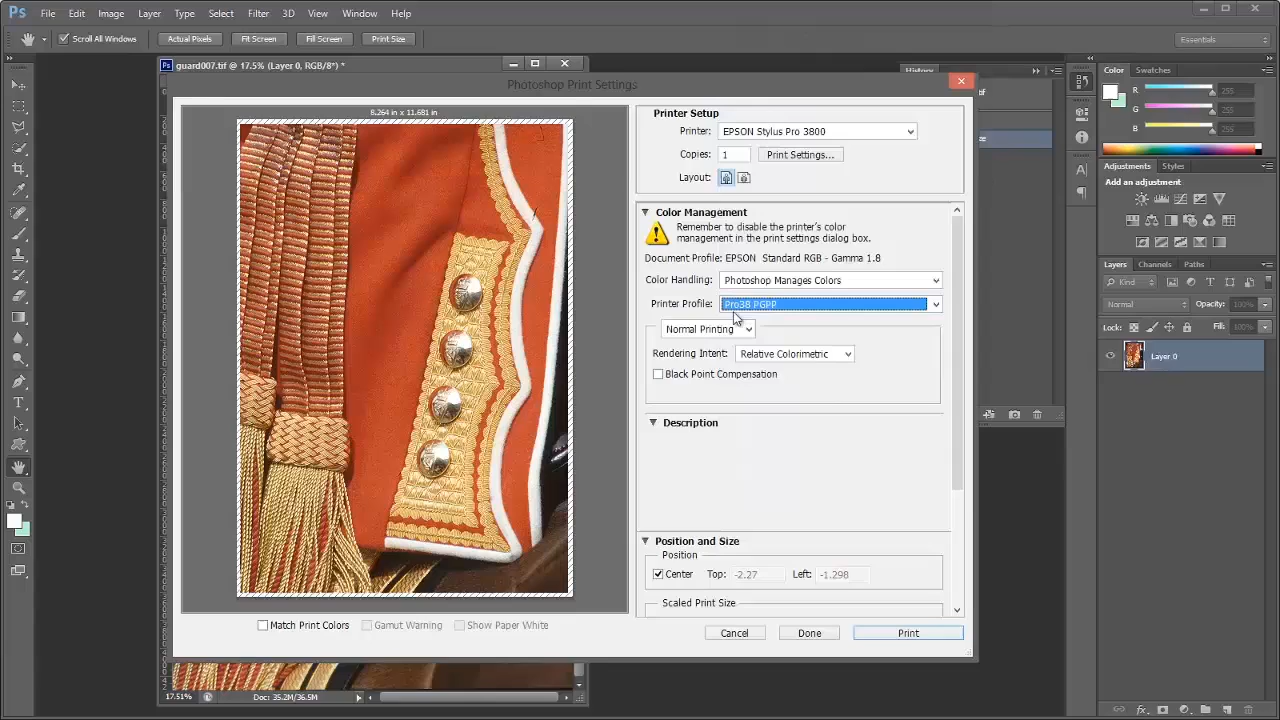 Ps File Edit Image Layer Type Select Filter 3D View Window Help
Scroll All Windows Actual Pixels Fit Screen Fill Screen Print Size Essentials
Ps guard007.tif @ 17.5% (Layer 0, RGB/8*) *
History
Photoshop Print Settings
8.264 in x 11.681 in
Printer Setup
Printer: EPSON Stylus Pro 3800
Copies: 1 Print Settings...
Layout:
Color Management
Remember to disable the printer's color
management in the print settings dialog box.
Document Profile: EPSON Standard RGB - Gamma 1.8
Color Handling: Photoshop Manages Colors
Printer Profile: Pro38 PGPP
Normal Printing
Rendering Intent: Relative Colorimetric
Black Point Compensation
Description
Position and Size
Position
Center Top: -2.27 Left: -1.298
Scaled Print Size
Match Print Colors Gamut Warning Show Paper White
Cancel Done Print
17.51% Doc: 35.2M/36.5M
Color Swatches
R 255
G 255
B 255
Adjustments Styles
Add an adjustment
Layers Channels Paths
Kind
Normal Opacity:
Lock: Fill: 100%
Layer 0